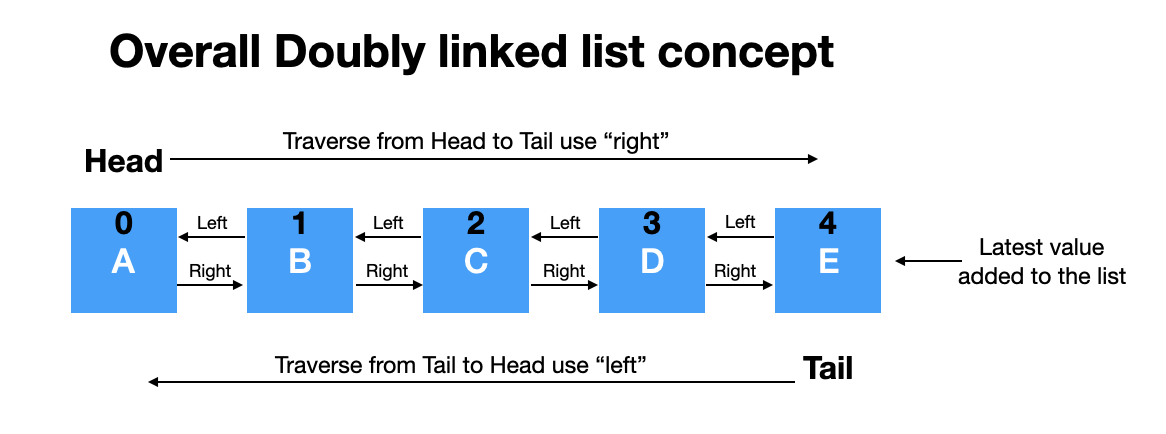 Overall Doubly linked list concept
Traverse from Head to Tail use “right”
Head
0
A
Left
Right
1
B
Left
Right
2
C
Left
Right
3
D
Left
Right
4
E
Latest value
added to the list
Traverse from Tail to Head use “left”
Tail